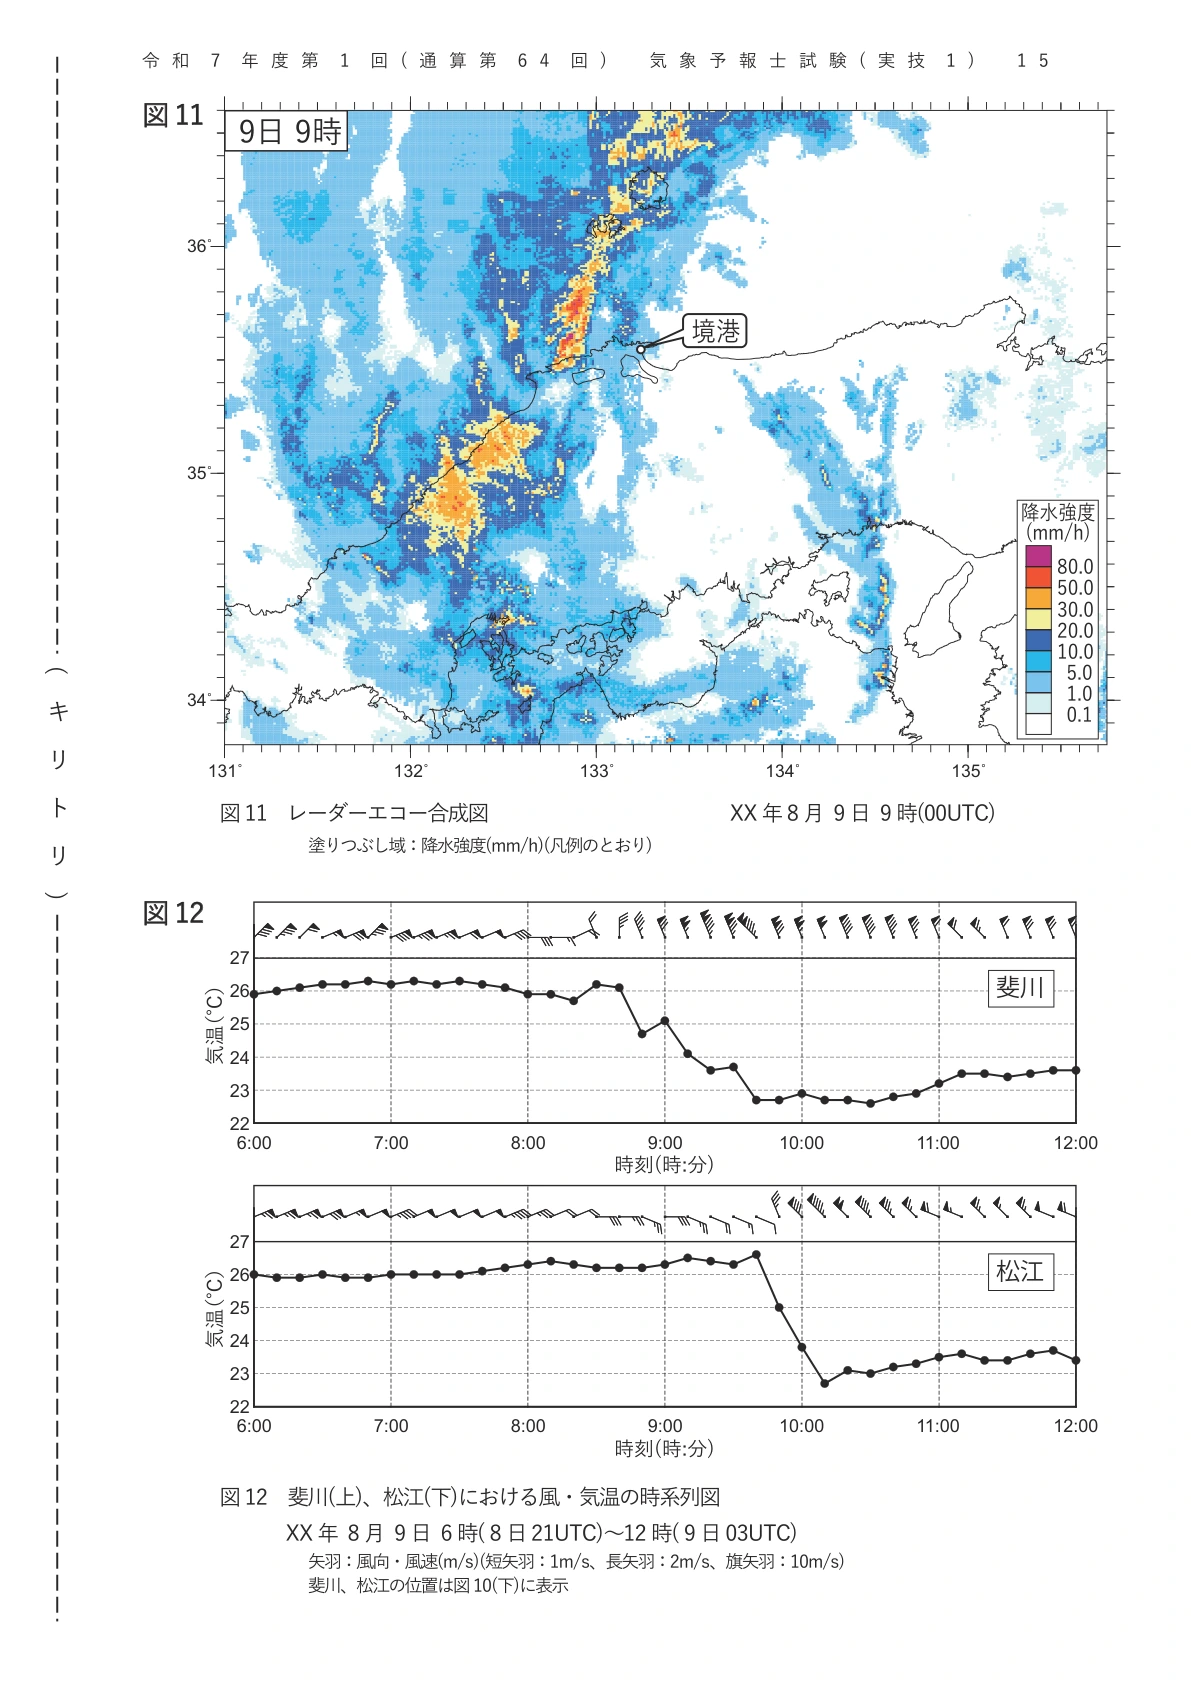 令和7年度第1回(通算第64回) 気象予報士試験(実技1) 15
図11
9日 9時
境港
36°
35°
34°
131° 132° 133° 134° 135°
降水強度
(mm/h)
80.0
50.0
30.0
20.0
10.0
5.0
1.0
0.1
図11 レーダーエコー合成図 XX年8月 9日 9時(00UTC)
塗りつぶし域：降水強度(mm/h)(凡例のとおり)
(キリトリ)
図12
斐川
気温(℃)
27
26
25
24
23
22
6:00 7:00 8:00 9:00 10:00 11:00 12:00
時刻(時:分)
松江
気温(℃)
27
26
25
24
23
22
6:00 7:00 8:00 9:00 10:00 11:00 12:00
時刻(時:分)
図12 斐川(上)、松江(下)における風・気温の時系列図
XX年 8月 9日 6時(8日21UTC)～12時(9日03UTC)
矢羽：風向・風速(m/s)(短矢羽：1m/s、長矢羽：2m/s、旗矢羽：10m/s)
斐川、松江の位置は図10(下)に表示